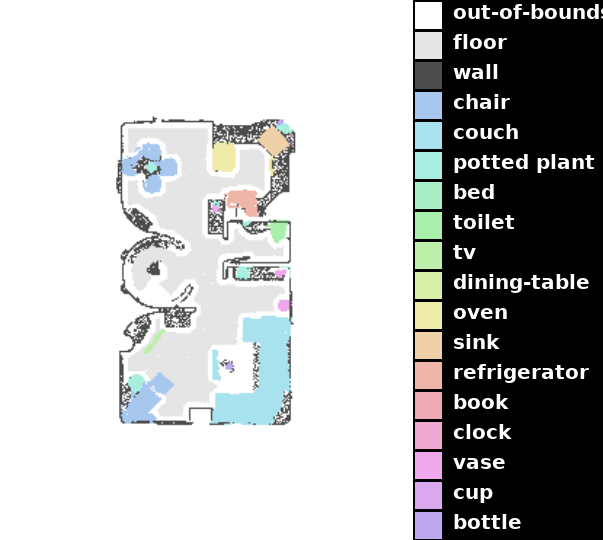 out-of-bounds
floor
wall
chair
couch
potted plant
bed
toilet
tv
dining-table
oven
sink
refrigerator
book
clock
vase
cup
bottle